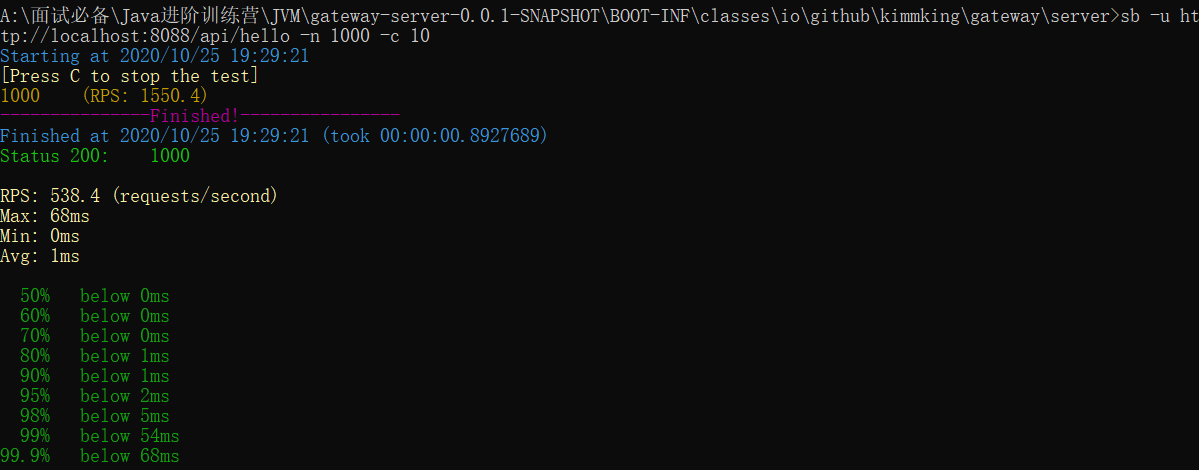 A:\面试必备\Java进阶训练营\JVM\gateway-server-0.0.1-SNAPSHOT\BOOT-INF\classes\io\github\kimmking\gateway\server>sb -u ht
tp://localhost:8088/api/hello -n 1000 -c 10
Starting at 2020/10/25 19:29:21
[Press C to stop the test]
1000    (RPS: 1550.4)
---------------Finished!----------------
Finished at 2020/10/25 19:29:21 (took 00:00:00.8927689)
Status 200:    1000
RPS: 538.4 (requests/second)
Max: 68ms
Min: 0ms
Avg: 1ms
50%   below 0ms
60%   below 0ms
70%   below 0ms
80%   below 1ms
90%   below 1ms
95%   below 2ms
98%   below 5ms
99%   below 54ms
99.9%   below 68ms